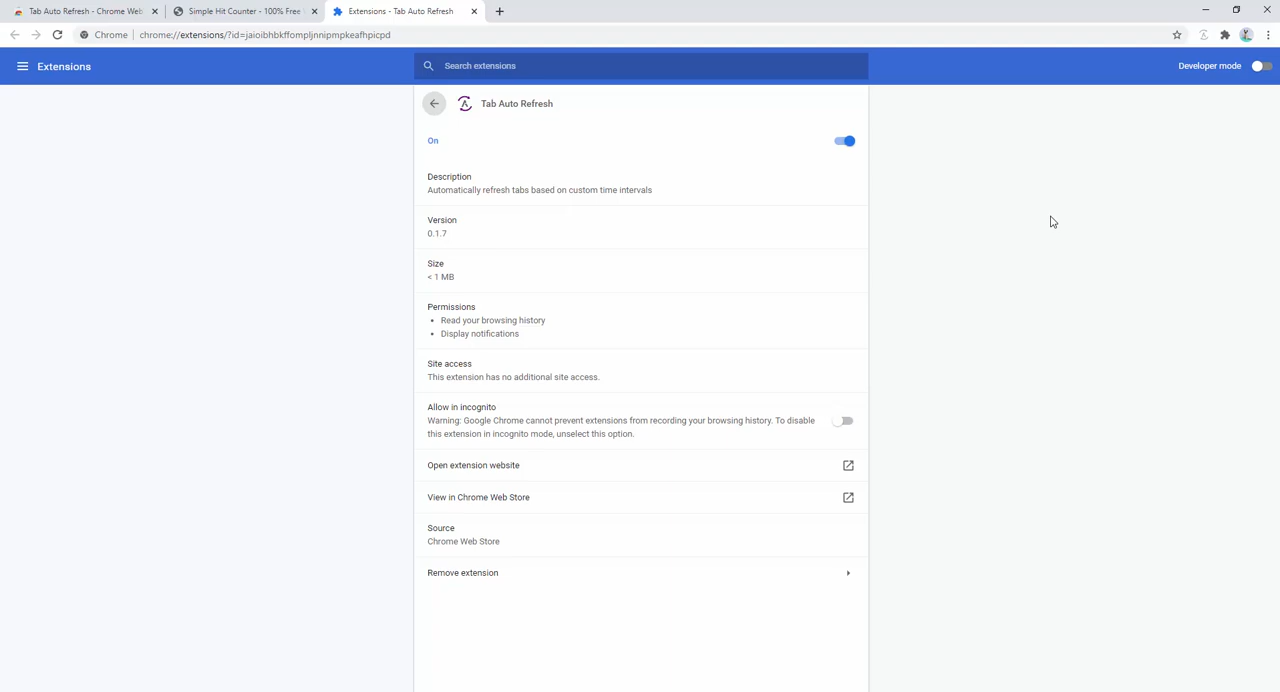 Tab Auto Refresh - Chrome Web
Simple Hit Counter - 100% Free
Extensions - Tab Auto Refresh
Chrome
chrome://extensions/?id=jaioibhbkffompljnnipmpkeafhpicpd
Extensions
Search extensions
Developer mode
Tab Auto Refresh
On
Description
Automatically refresh tabs based on custom time intervals
Version
0.1.7
Size
< 1 MB
Permissions
• Read your browsing history
• Display notifications
Site access
This extension has no additional site access.
Allow in incognito
Warning: Google Chrome cannot prevent extensions from recording your browsing history. To disable
this extension in incognito mode, unselect this option.
Open extension website
View in Chrome Web Store
Source
Chrome Web Store
Remove extension